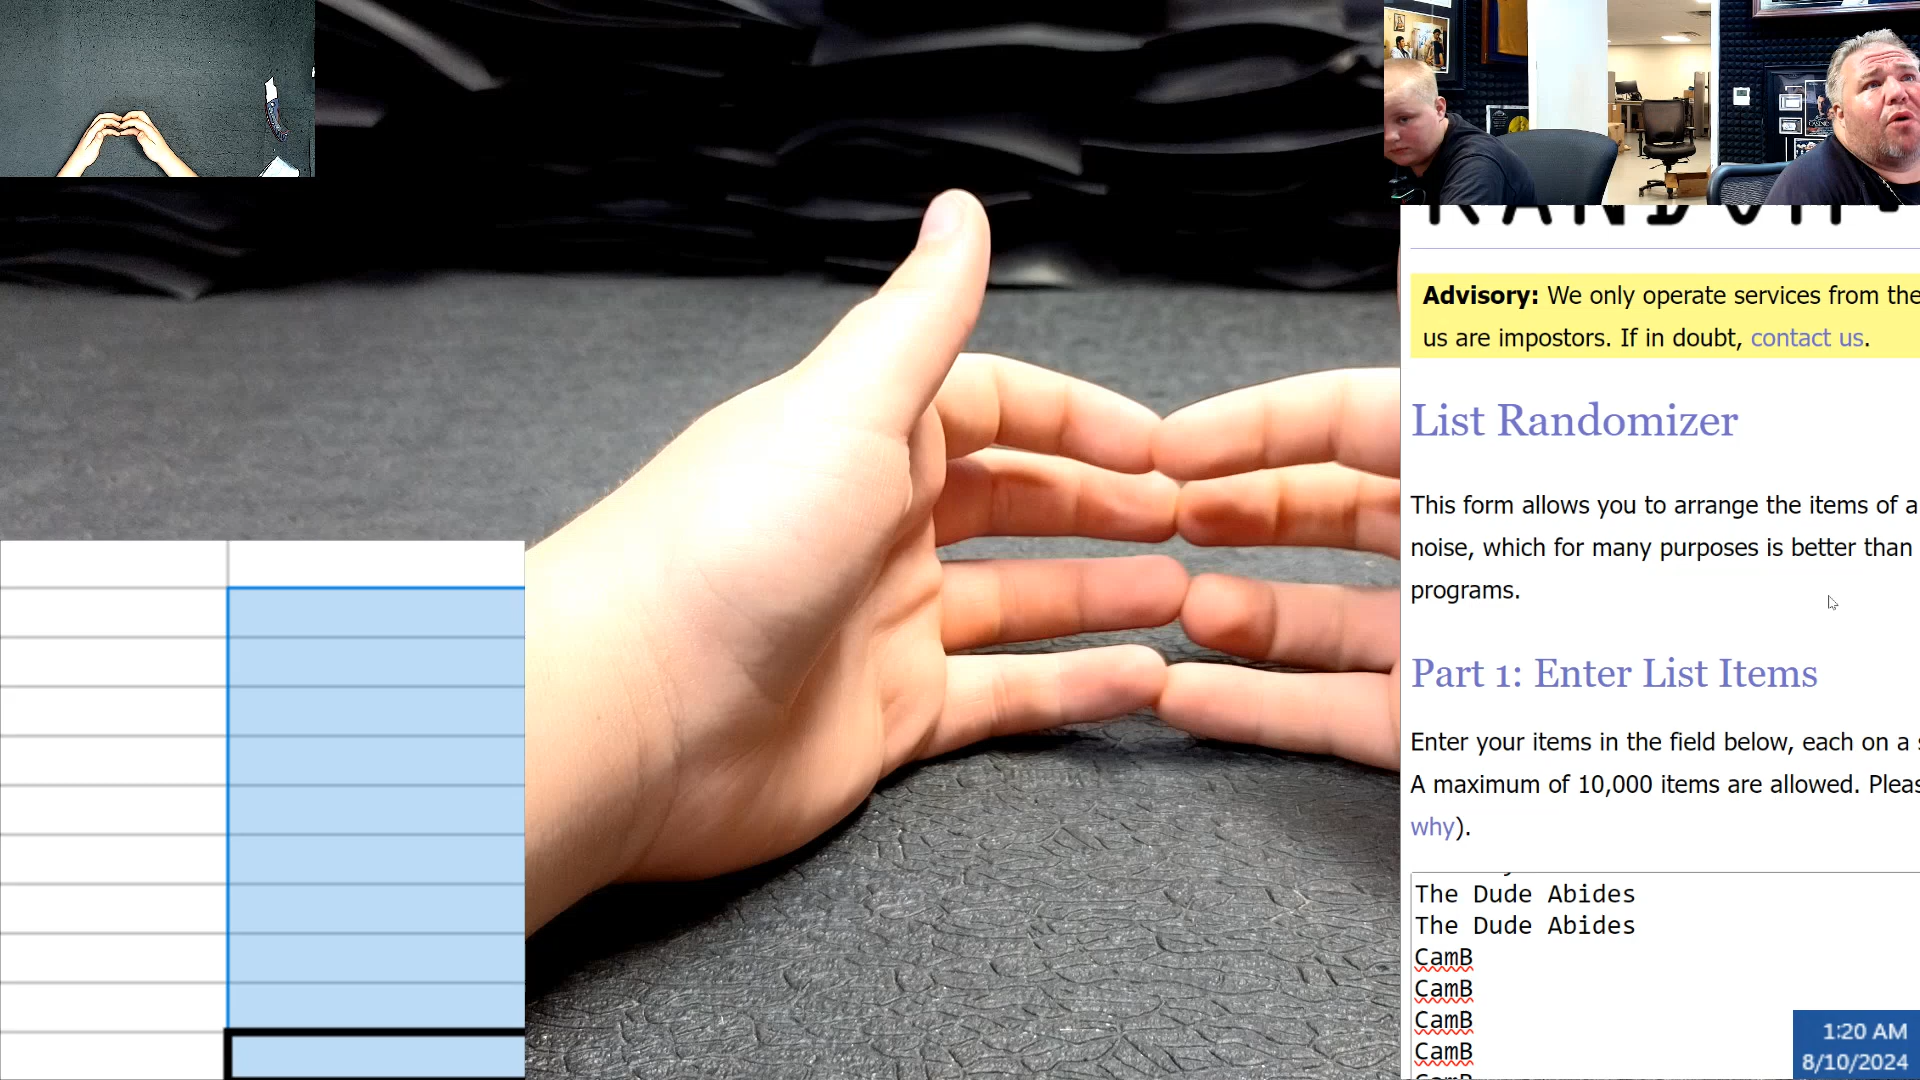 Advisory: We only operate services from the
us are impostors. If in doubt, contact us.
List Randomizer
This form allows you to arrange the items of a
noise, which for many purposes is better than
programs.
Part 1: Enter List Items
Enter your items in the field below, each on a
A maximum of 10,000 items are allowed.
why).
The Dude Abides
The Dude Abides
CamB
CamB
CamB
CamB
1:20 AM
8/10/2024